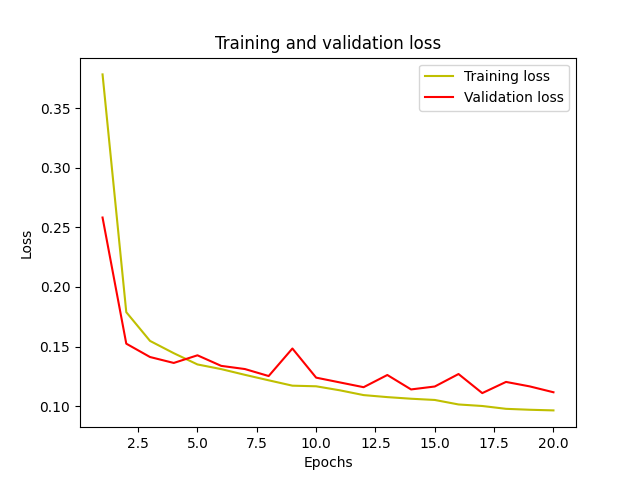 Training and validation loss
Training loss
Validation loss
0.35
0.30
0.25
0.20
0.15
0.10
Loss
2.5 5.0 7.5 10.0 12.5 15.0 17.5 20.0
Epochs